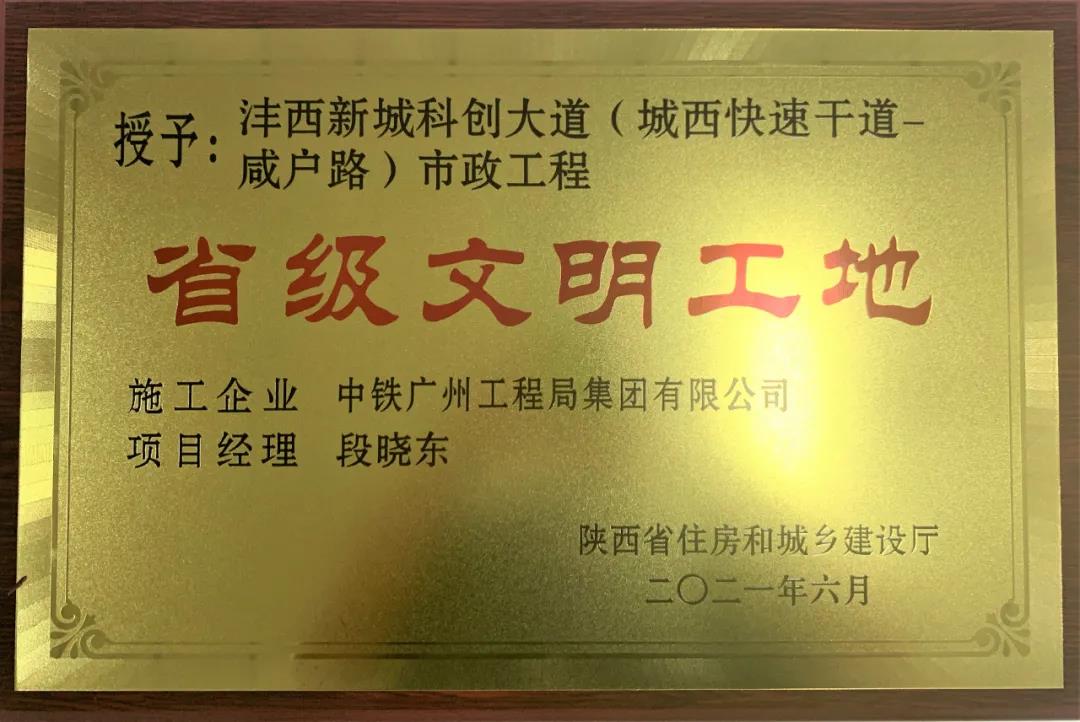 授予：沣西新城科创大道（城西快速干道-
咸户路）市政工程
省级文明工地
施工企业 中铁广州工程局集团有限公司
项目经理 段晓东
陕西省住房和城乡建设厅
二〇二一年六月